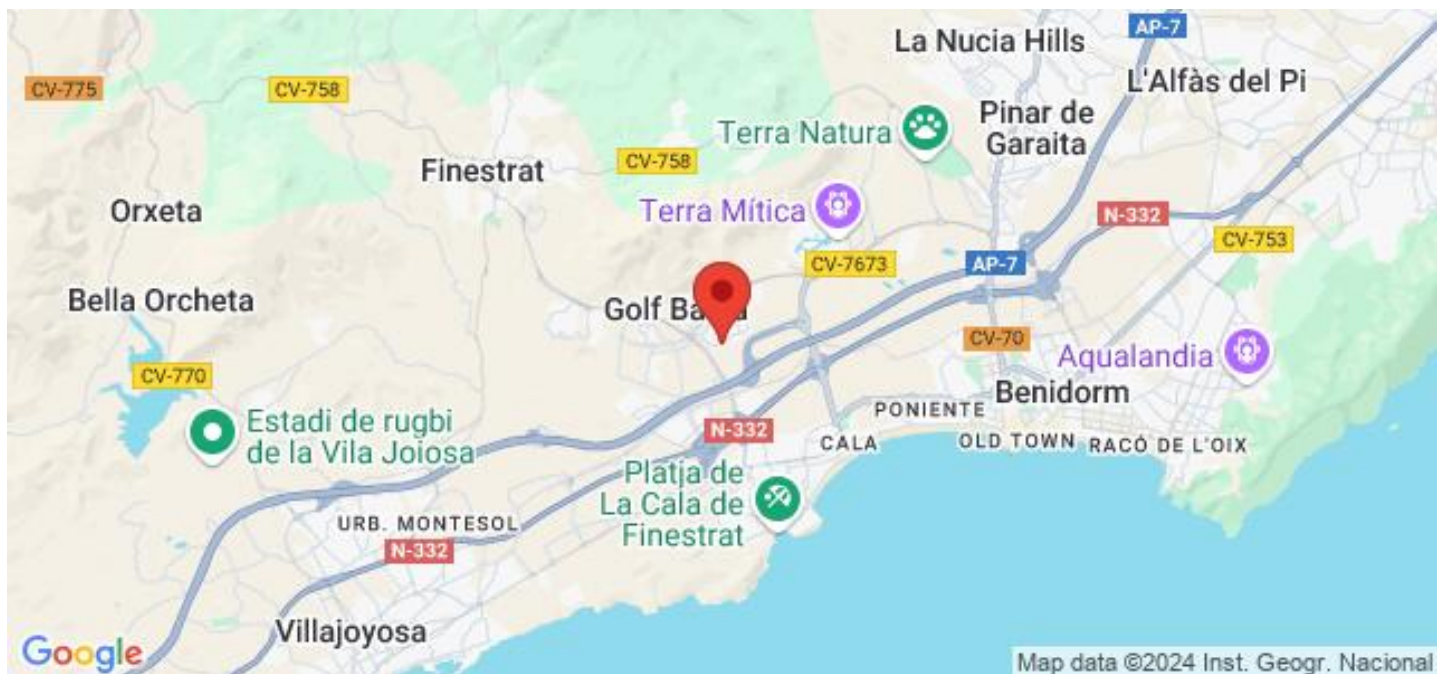 AP-7
La Nucia Hills
L'Alfàs del Pi
CV-775
CV-758
Terra Natura
Pinar de
Garaita
Finestrat
CV-758
Orxeta
Terra Mítica
N-332
CV-753
CV-7673
AP-7
Bella Orcheta
Golf
CV-70
Aqualandia
CV-770
Benidorm
PONIENTE
Estadi de rugbi
de la Vila Joiosa
N-332
CALA
OLD TOWN
RACÓ DE L'OIX
Platja de
La Cala de
Finestrat
URB. MONTESOL
N-332
Villajoyosa
Google
Map data ©2024 Inst. Geogr. Nacional